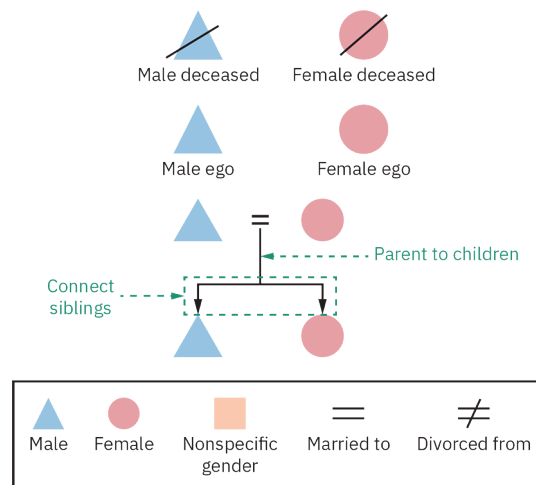 Male deceased
Female deceased
Male ego
Female ego
Parent to children
Connect
siblings
Male
Female
Nonspecific
gender
Married to
Divorced from